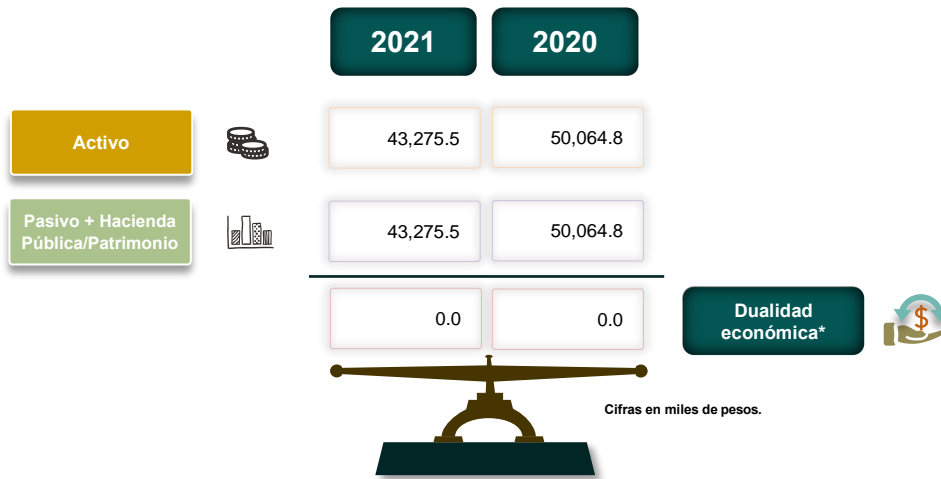 2021 2020
Activo 43,275.5 50,064.8
Pasivo + Hacienda
Pública/Patrimonio 43,275.5 50,064.8
0.0 0.0 Dualidad
económica*
$
Cifras en miles de pesos.